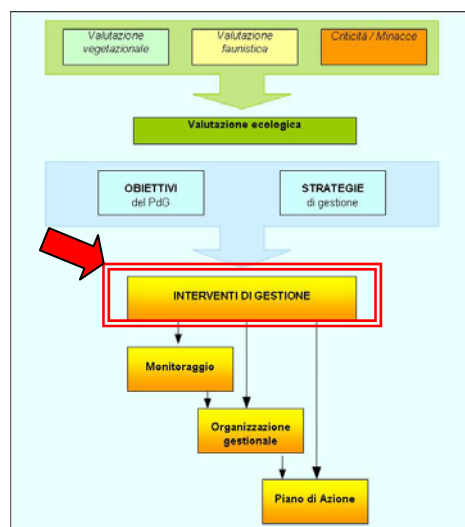 Valutazione
vegetazionale
Valutazione
faunistica
Criticità / Minacce
Valutazione ecologica
OBIETTIVI
del PdG
STRATEGIE
di gestione
INTERVENTI DI GESTIONE
Monitoraggio
Organizzazione
gestionale
Piano di Azione